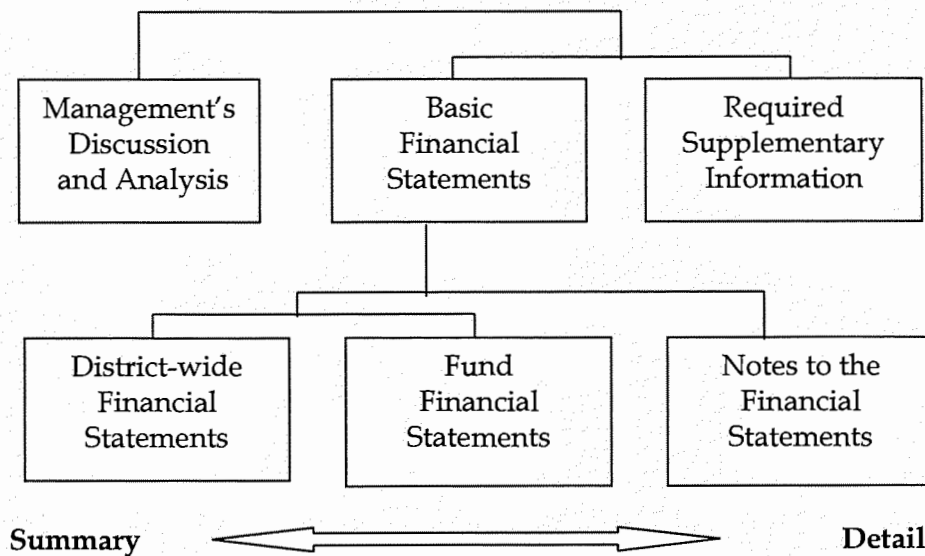 Management's
Discussion
and Analysis
Basic
Financial
Statements
Required
Supplementary
Information
District-wide
Financial
Statements
Fund
Financial
Statements
Notes to the
Financial
Statements
Summary
Detail